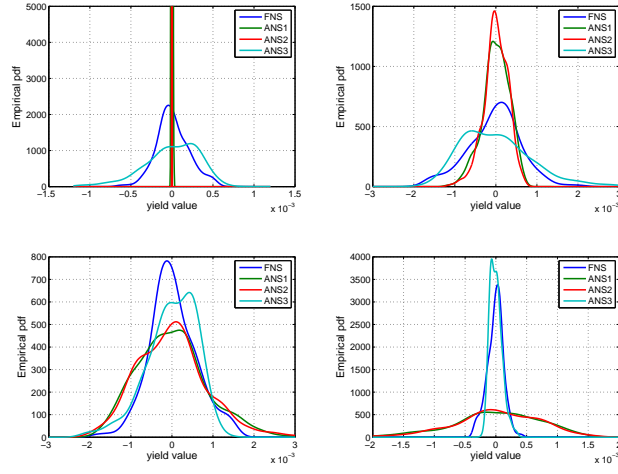 5000
4000
3000
2000
1000
0
Empirical pdf
−1.5 −1 −0.5 0 0.5 1 1.5
yield value
x 10⁻³
FNS
ANS1
ANS2
ANS3
1500
1000
500
0
Empirical pdf
−3 −2 −1 0 1 2 3
yield value
x 10⁻³
FNS
ANS1
ANS2
ANS3
800
700
600
500
400
300
200
100
0
Empirical pdf
−3 −2 −1 0 1 2 3
yield value
x 10⁻³
FNS
ANS1
ANS2
ANS3
4000
3500
3000
2500
2000
1500
1000
500
0
Empirical pdf
−2 −1.5 −1 −0.5 0 0.5 1 1.5 2
yield value
x 10⁻³
FNS
ANS1
ANS2
ANS3